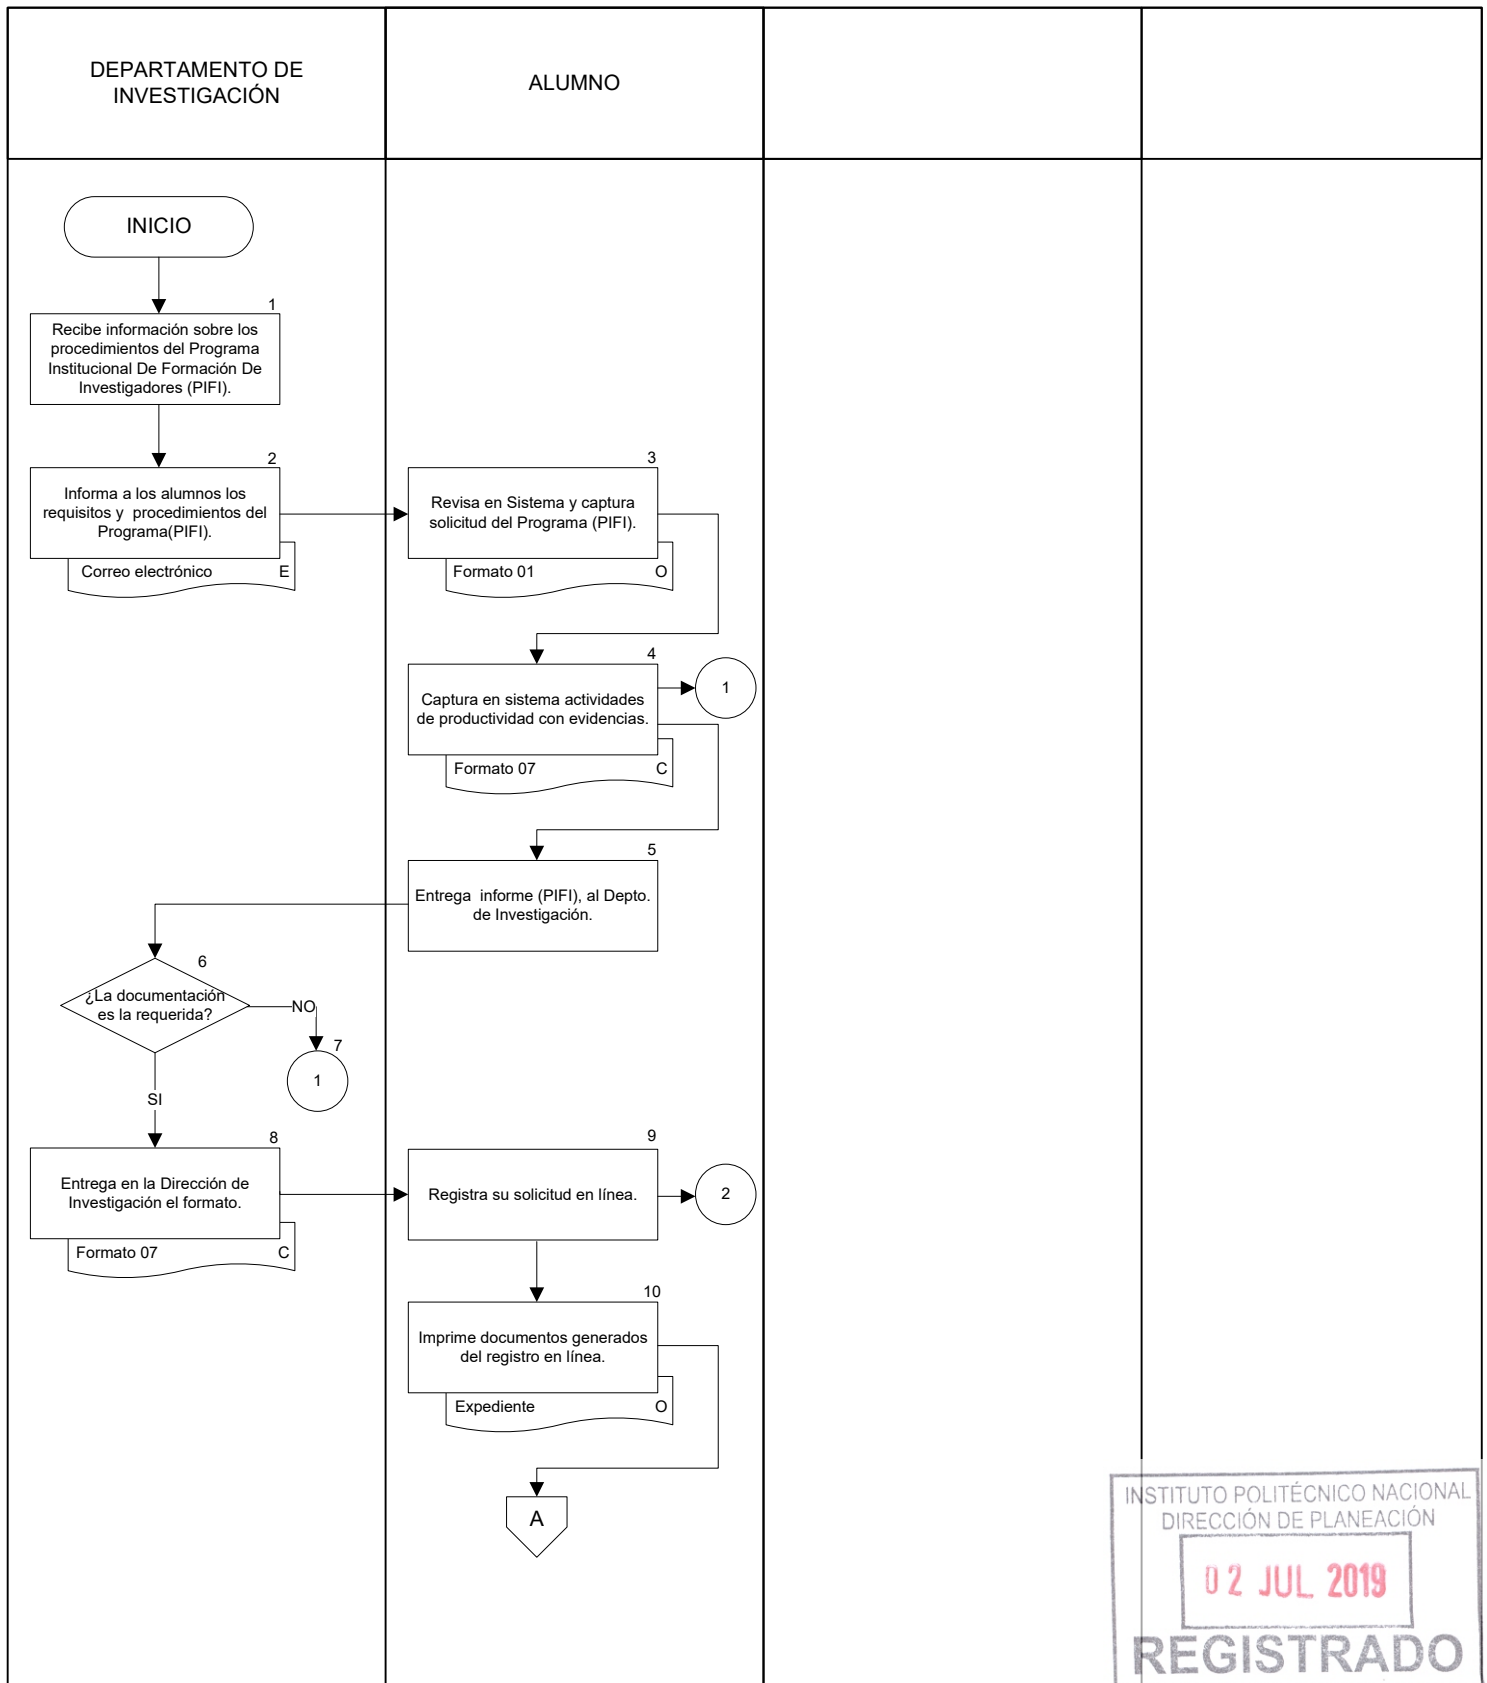 DEPARTAMENTO DE
INVESTIGACIÓN
ALUMNO
INICIO
1
Recibe información sobre los
procedimientos del Programa
Institucional De Formación De
Investigadores (PIFI).
2
Informa a los alumnos los
requisitos y procedimientos del
Programa(PIFI).
Correo electrónico E
3
Revisa en Sistema y captura
solicitud del Programa (PIFI).
Formato 01 O
4
Captura en sistema actividades
de productividad con evidencias.
1
Formato 07 C
5
Entrega informe (PIFI), al Depto.
de Investigación.
6
¿La documentación
es la requerida?
NO
7
1
SI
8
Entrega en la Dirección de
Investigación el formato.
Formato 07 C
9
Registra su solicitud en línea.
2
10
Imprime documentos generados
del registro en línea.
Expediente O
A
INSTITUTO POLITÉCNICO NACIONAL
DIRECCIÓN DE PLANEACIÓN
02 JUL 2019
REGISTRADO